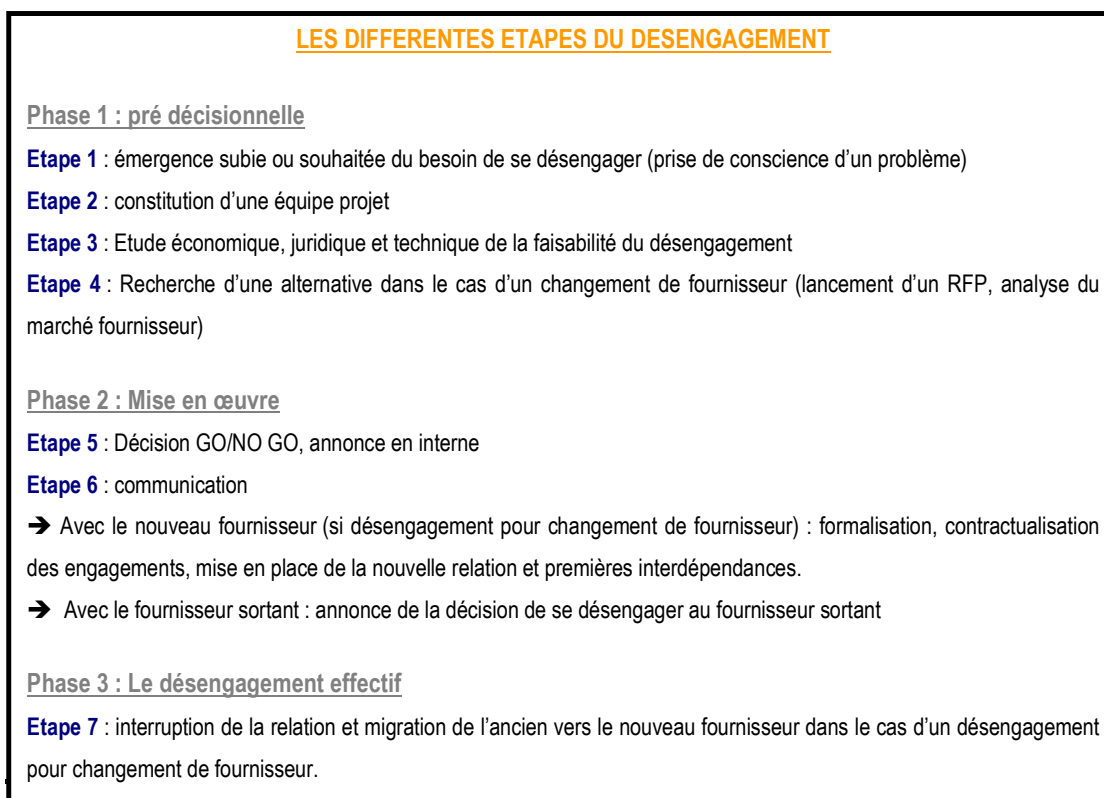 LES DIFFERENTES ETAPES DU DESENGAGEMENT
Phase 1 : pré décisionnelle
Etape 1 : émergence subie ou souhaitée du besoin de se désengager (prise de conscience d’un problème)
Etape 2 : constitution d’une équipe projet
Etape 3 : Etude économique, juridique et technique de la faisabilité du désengagement
Etape 4 : Recherche d’une alternative dans le cas d’un changement de fournisseur (lancement d’un RFP, analyse du
marché fournisseur)
Phase 2 : Mise en œuvre
Etape 5 : Décision GO/NO GO, annonce en interne
Etape 6 : communication
➔ Avec le nouveau fournisseur (si désengagement pour changement de fournisseur) : formalisation, contractualisation
des engagements, mise en place de la nouvelle relation et premières interdépendances.
➔ Avec le fournisseur sortant : annonce de la décision de se désengager au fournisseur sortant
Phase 3 : Le désengagement effectif
Etape 7 : interruption de la relation et migration de l’ancien vers le nouveau fournisseur dans le cas d’un désengagement
pour changement de fournisseur.